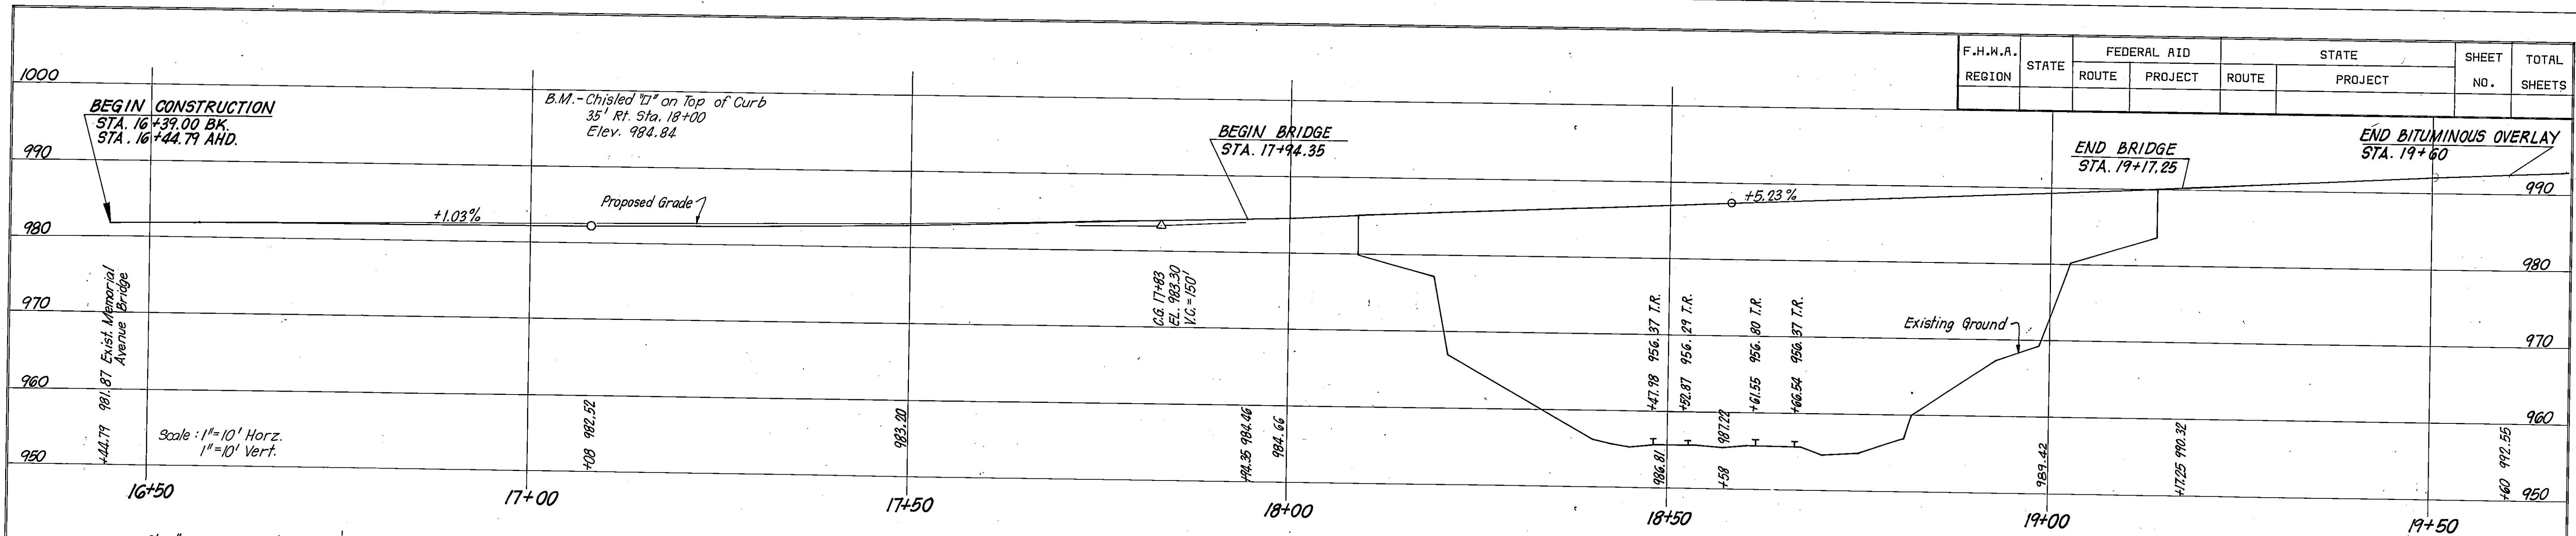 F.H.W.A. REGION
STATE
FEDERAL AID
ROUTE
PROJECT
STATE
ROUTE
PROJECT
SHEET NO.
TOTAL SHEETS
1000
990
980
970
960
950
BEGIN CONSTRUCTION
STA. 16+39.00 BK.
STA. 16+44.79 AHD.
B.M.-Chisled "□" on Top of Curb
35' Rt. Sta. 18+00
Elev. 984.84
BEGIN BRIDGE
STA. 17+94.35
END BRIDGE
STA. 19+17.25
END BITUMINOUS OVERLAY
STA. 19+60
990
980
970
960
950
+1.03%
Proposed Grade
+5.23%
Existing Ground
+44.79 981.87 Exist. Memorial
Avenue Bridge
Scale: 1"=10' Horz.
1"=10' Vert.
+08 982.52
983.20
C.G. 17+83
EL. 983.30
V.C.=150'
+94.35 984.46
984.66
+47.98 956.37 T.R.
+52.87 956.29 T.R.
+61.55 956.80 T.R.
+66.54 956.37 T.R.
986.81
+58 987.22
989.42
+17.25 990.32
+60 992.55
16+50
17+00
17+50
18+00
18+50
19+00
19+50